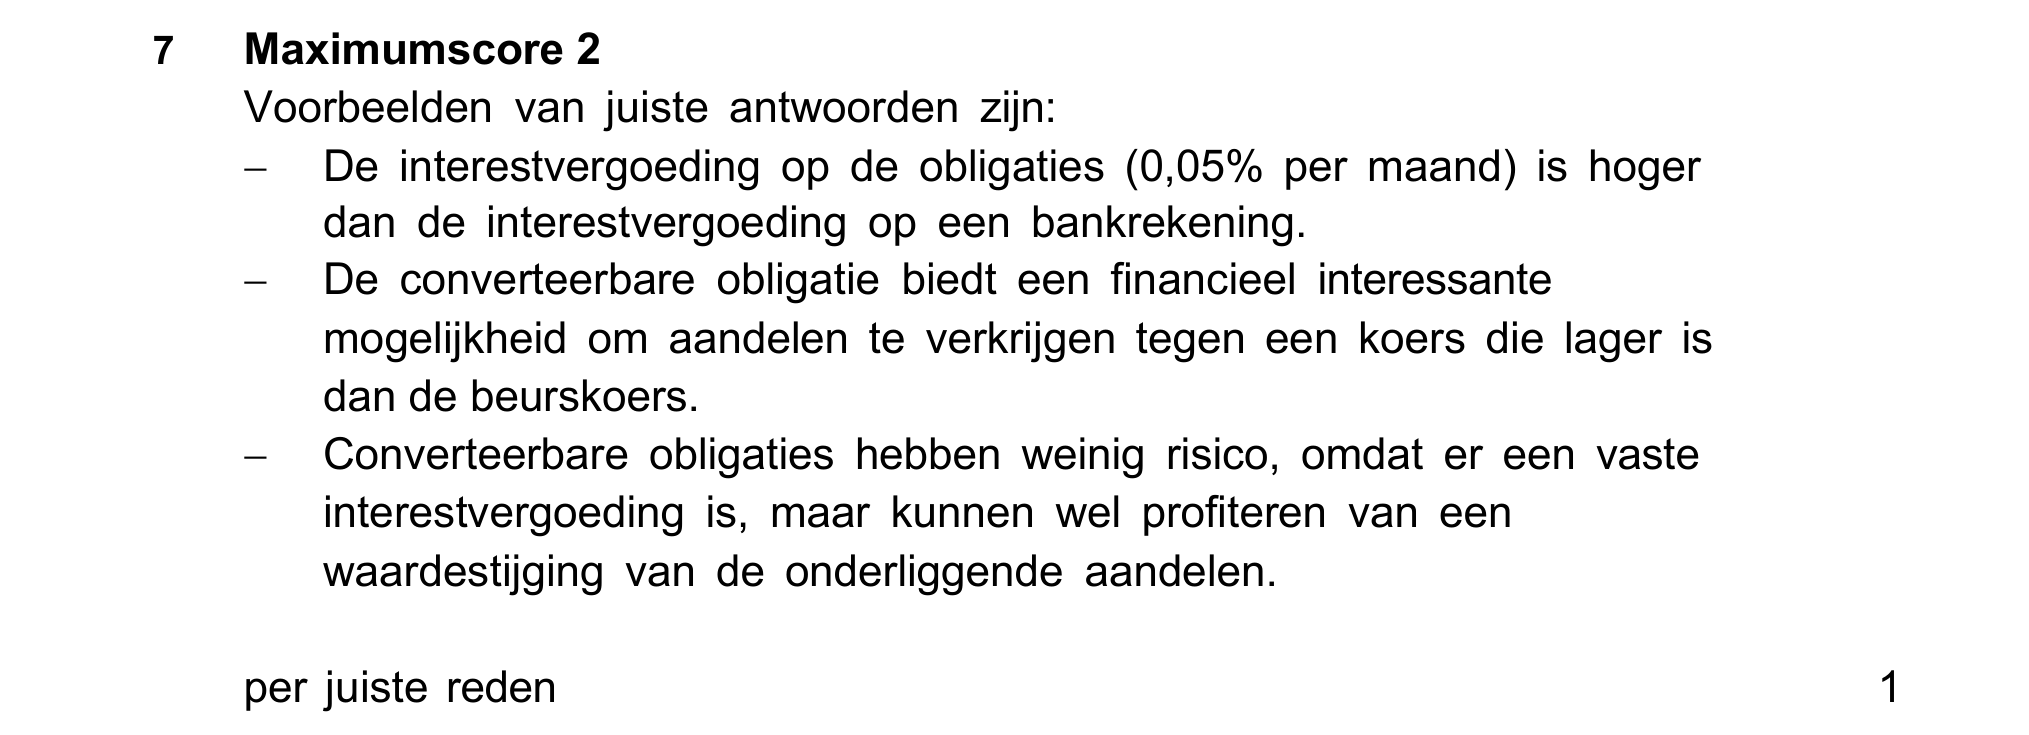 7 Maximumscore 2
Voorbeelden van juiste antwoorden zijn:
− De interestvergoeding op de obligaties (0,05% per maand) is hoger
dan de interestvergoeding op een bankrekening.
− De converteerbare obligatie biedt een financieel interessante
mogelijkheid om aandelen te verkrijgen tegen een koers die lager is
dan de beurskoers.
− Converteerbare obligaties hebben weinig risico, omdat er een vaste
interestvergoeding is, maar kunnen wel profiteren van een
waardestijging van de onderliggende aandelen.
per juiste reden 1